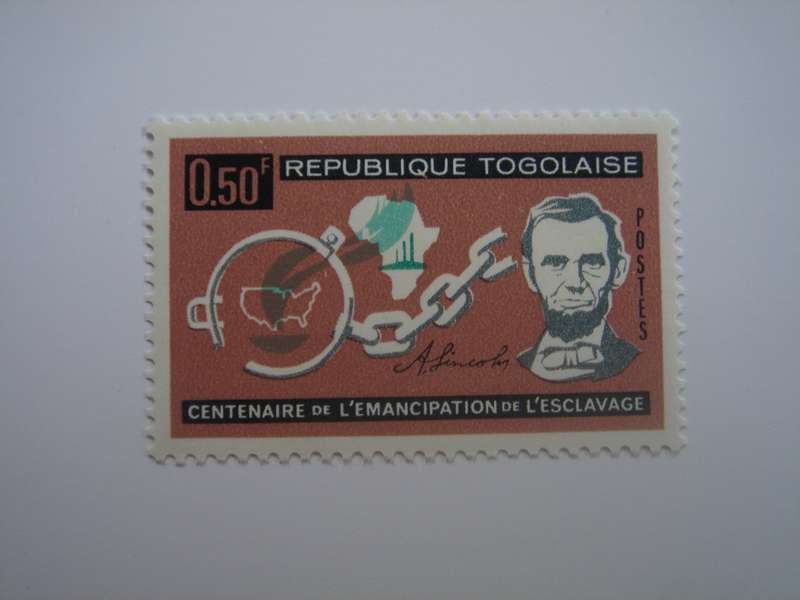 0.50F
REPUBLIQUE TOGOLAISE
POSTES
A. Lincoln
CENTENAIRE DE L'EMANCIPATION DE L'ESCLAVAGE